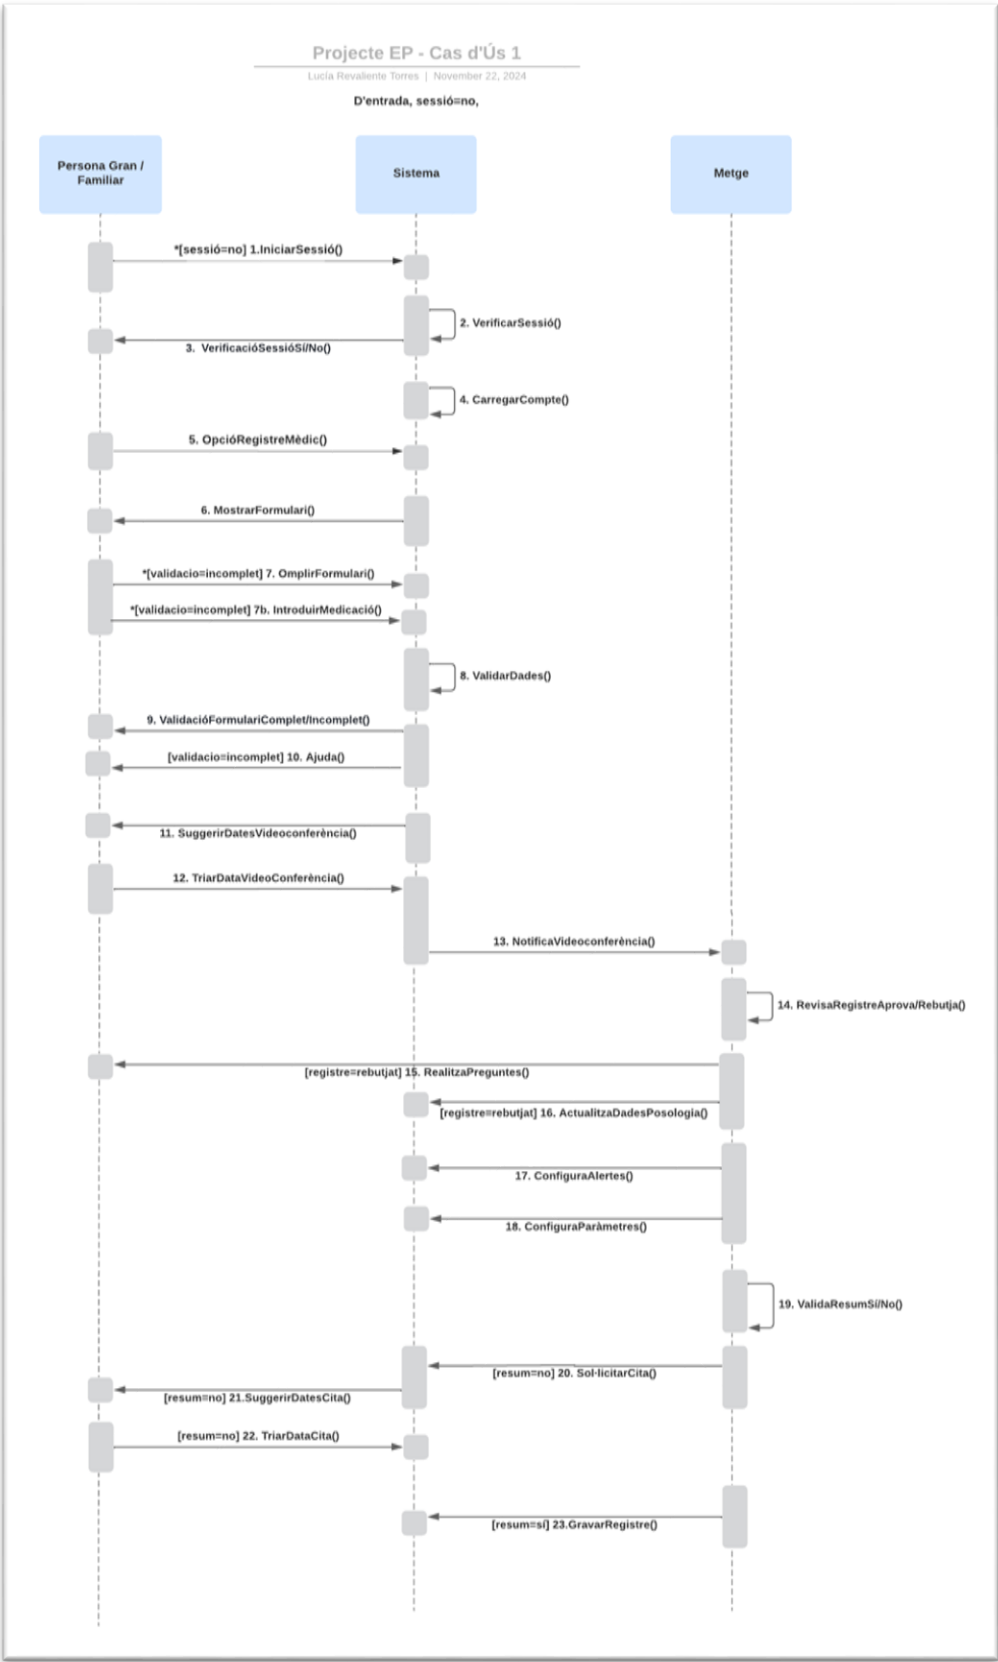 Projecte EP - Cas d'Ús 1
Lucía Revaliente Torres | November 22, 2024
D'entrada, sessió=no,
Persona Gran /
Familiar
Sistema
Metge
*[sessió=no] 1.IniciarSessió()
2. VerificarSessió()
3. VerificacióSessióSí/No()
4. CarregarCompte()
5. OpcióRegistreMèdic()
6. MostrarFormulari()
*[validacio=incomplet] 7. OmplirFormulari()
*[validacio=incomplet] 7b. IntroduirMedicació()
8. ValidarDades()
9. ValidacióFormulariComplet/Incomplet()
[validacio=incomplet] 10. Ajuda()
11. SuggerirDatesVideoconferència()
12. TriarDataVideoConferència()
13. NotificaVideoconferència()
14. RevisaRegistreAprova/Rebutja()
[registre=rebutjat] 15. RealitzaPreguntes()
[registre=rebutjat] 16. ActualitzaDadesPosologia()
17. ConfiguraAlertes()
18. ConfiguraParàmetres()
19. ValidaResumSí/No()
[resum=no] 20. Sol·licitarCita()
[resum=no] 21.SuggerirDatesCita()
[resum=no] 22. TriarDataCita()
[resum=sí] 23.GravarRegistre()